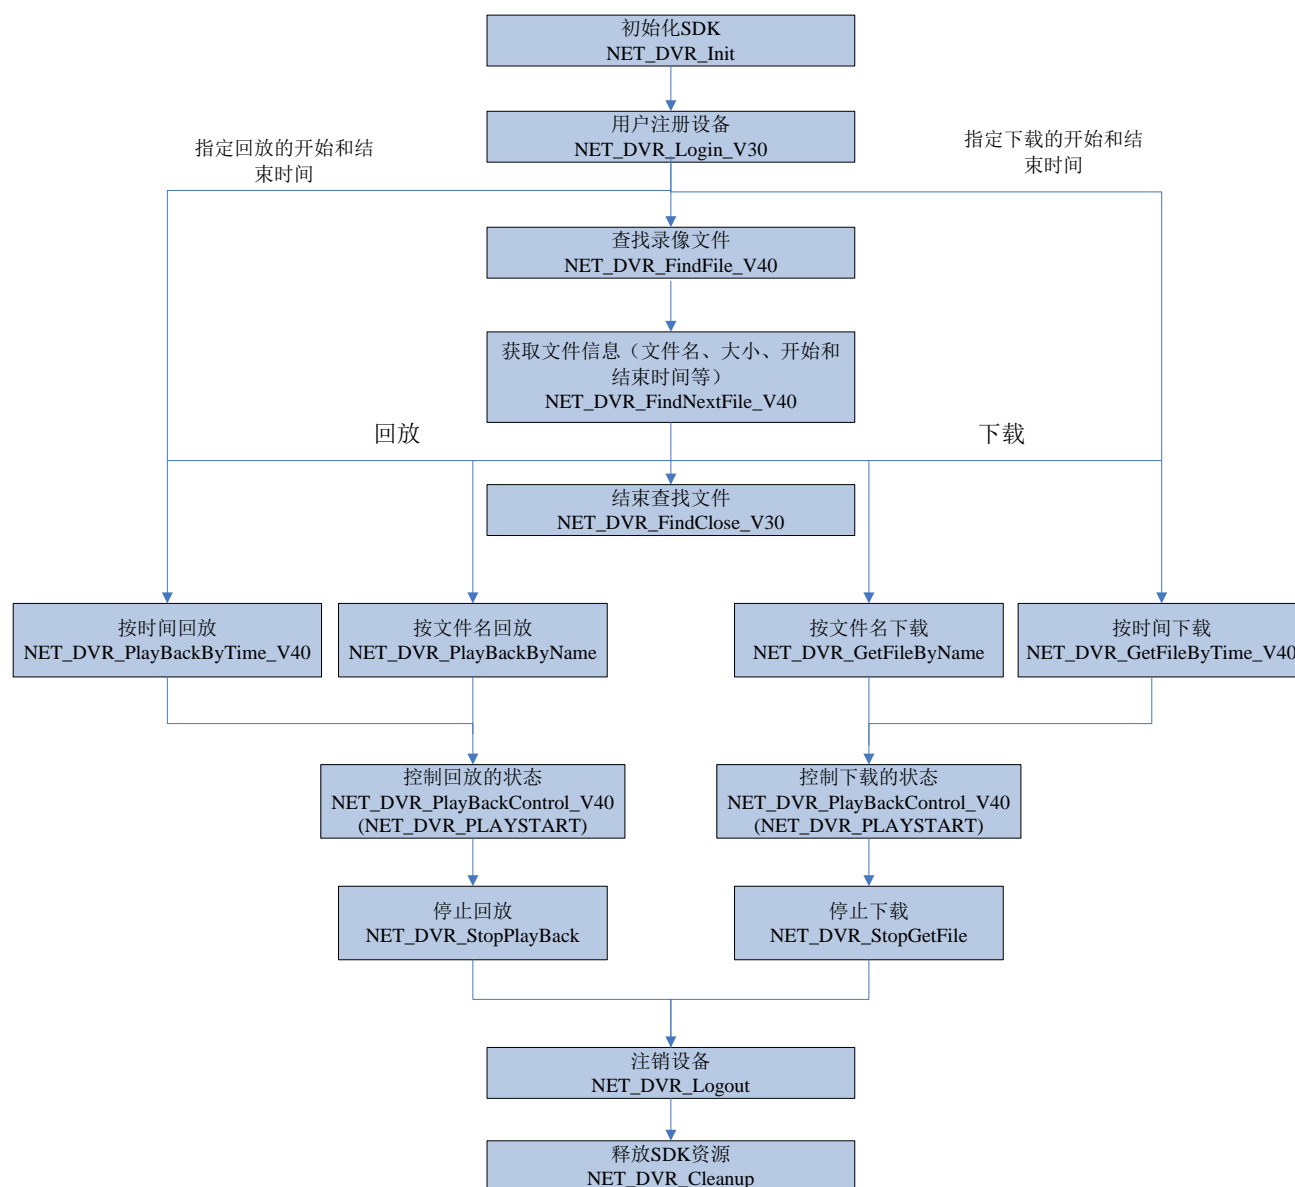 初始化SDK
NET_DVR_Init
用户注册设备
NET_DVR_Login_V30
指定回放的开始和结
束时间
指定下载的开始和结
束时间
查找录像文件
NET_DVR_FindFile_V40
获取文件信息（文件名、大小、开始和
结束时间等）
NET_DVR_FindNextFile_V40
回放
下载
结束查找文件
NET_DVR_FindClose_V30
按时间回放
NET_DVR_PlayBackByTime_V40
按文件名回放
NET_DVR_PlayBackByName
按文件名下载
NET_DVR_GetFileByName
按时间下载
NET_DVR_GetFileByTime_V40
控制回放的状态
NET_DVR_PlayBackControl_V40
(NET_DVR_PLAYSTART)
控制下载的状态
NET_DVR_PlayBackControl_V40
(NET_DVR_PLAYSTART)
停止回放
NET_DVR_StopPlayBack
停止下载
NET_DVR_StopGetFile
注销设备
NET_DVR_Logout
释放SDK资源
NET_DVR_Cleanup